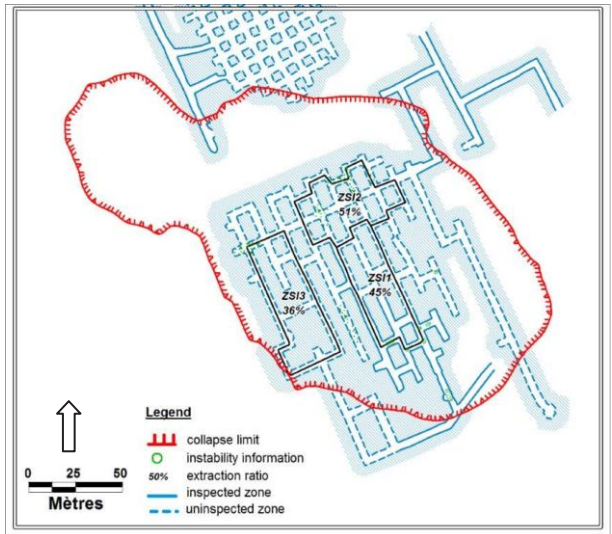 ZSI2
51%
ZSI1
45%
ZSI3
36%
Legend
collapse limit
instability information
50% extraction ratio
inspected zone
uninspected zone
0 25 50
Mètres